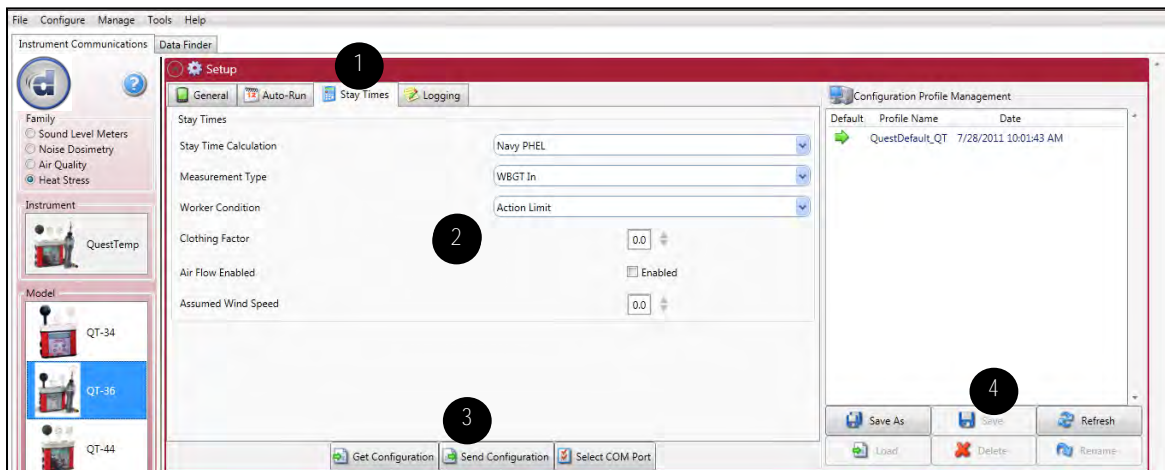 File Configure Manage Tools Help
Instrument Communications Data Finder
1
Setup
General 12 Auto-Run Stay Times Logging
d
?
Family
Sound Level Meters
Noise Dosimetry
Air Quality
Heat Stress
Instrument
QuestTemp
Model
QT-34
QT-36
QT-44
Stay Times
Stay Time Calculation Navy PHEL
Measurement Type WBGT In
Worker Condition Action Limit
2
Clothing Factor 0.0
Air Flow Enabled Enabled
Assumed Wind Speed 0.0
3
Get Configuration Send Configuration Select COM Port
Configuration Profile Management
Default Profile Name Date
QuestDefault_QT 7/28/2011 10:01:43 AM
4
Save As Save Refresh
Load Delete Rename